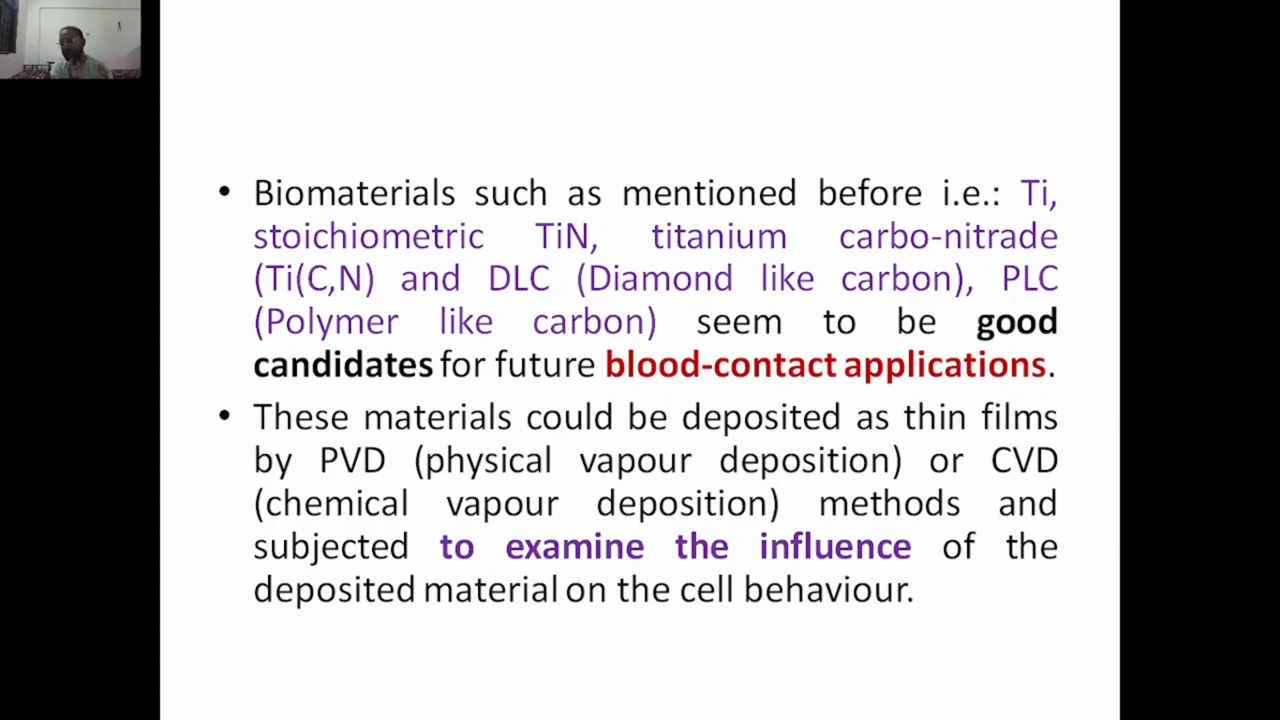 • Biomaterials such as mentioned before i.e.: Ti,
stoichiometric TiN, titanium carbo-nitrade
(Ti(C,N) and DLC (Diamond like carbon), PLC
(Polymer like carbon) seem to be good
candidates for future blood-contact applications.
• These materials could be deposited as thin films
by PVD (physical vapour deposition) or CVD
(chemical vapour deposition) methods and
subjected to examine the influence of the
deposited material on the cell behaviour.